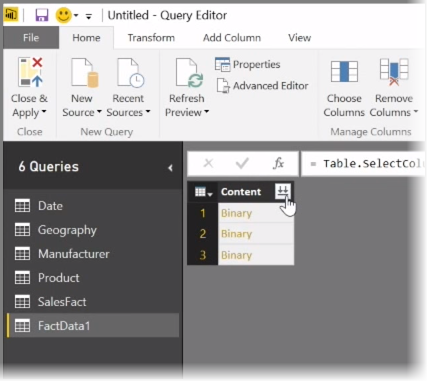 Untitled - Query Editor
File Home Transform Add Column View
Close & Apply
New Source
Recent Sources
Refresh Preview
Properties
Advanced Editor
Choose Columns
Remove Columns
Close New Query Manage Columns
6 Queries
fx = Table.SelectCol
Content
1 Binary
2 Binary
3 Binary
Date
Geography
Manufacturer
Product
SalesFact
FactData1